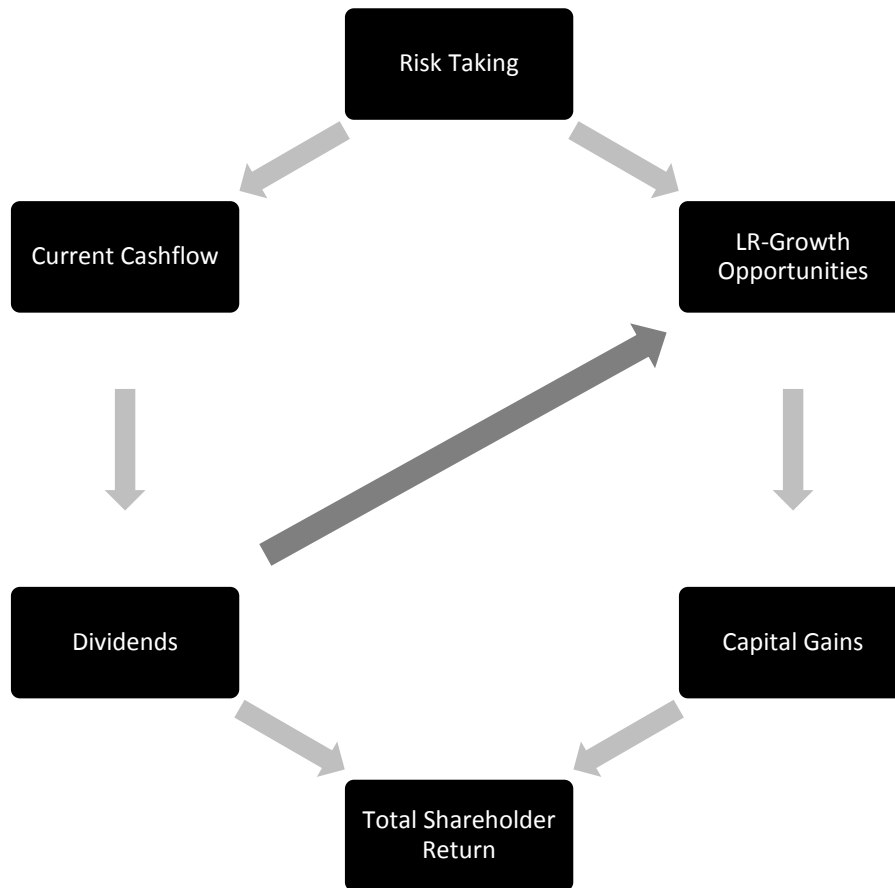 Risk Taking
Current Cashflow
LR-Growth
Opportunities
Dividends
Capital Gains
Total Shareholder
Return